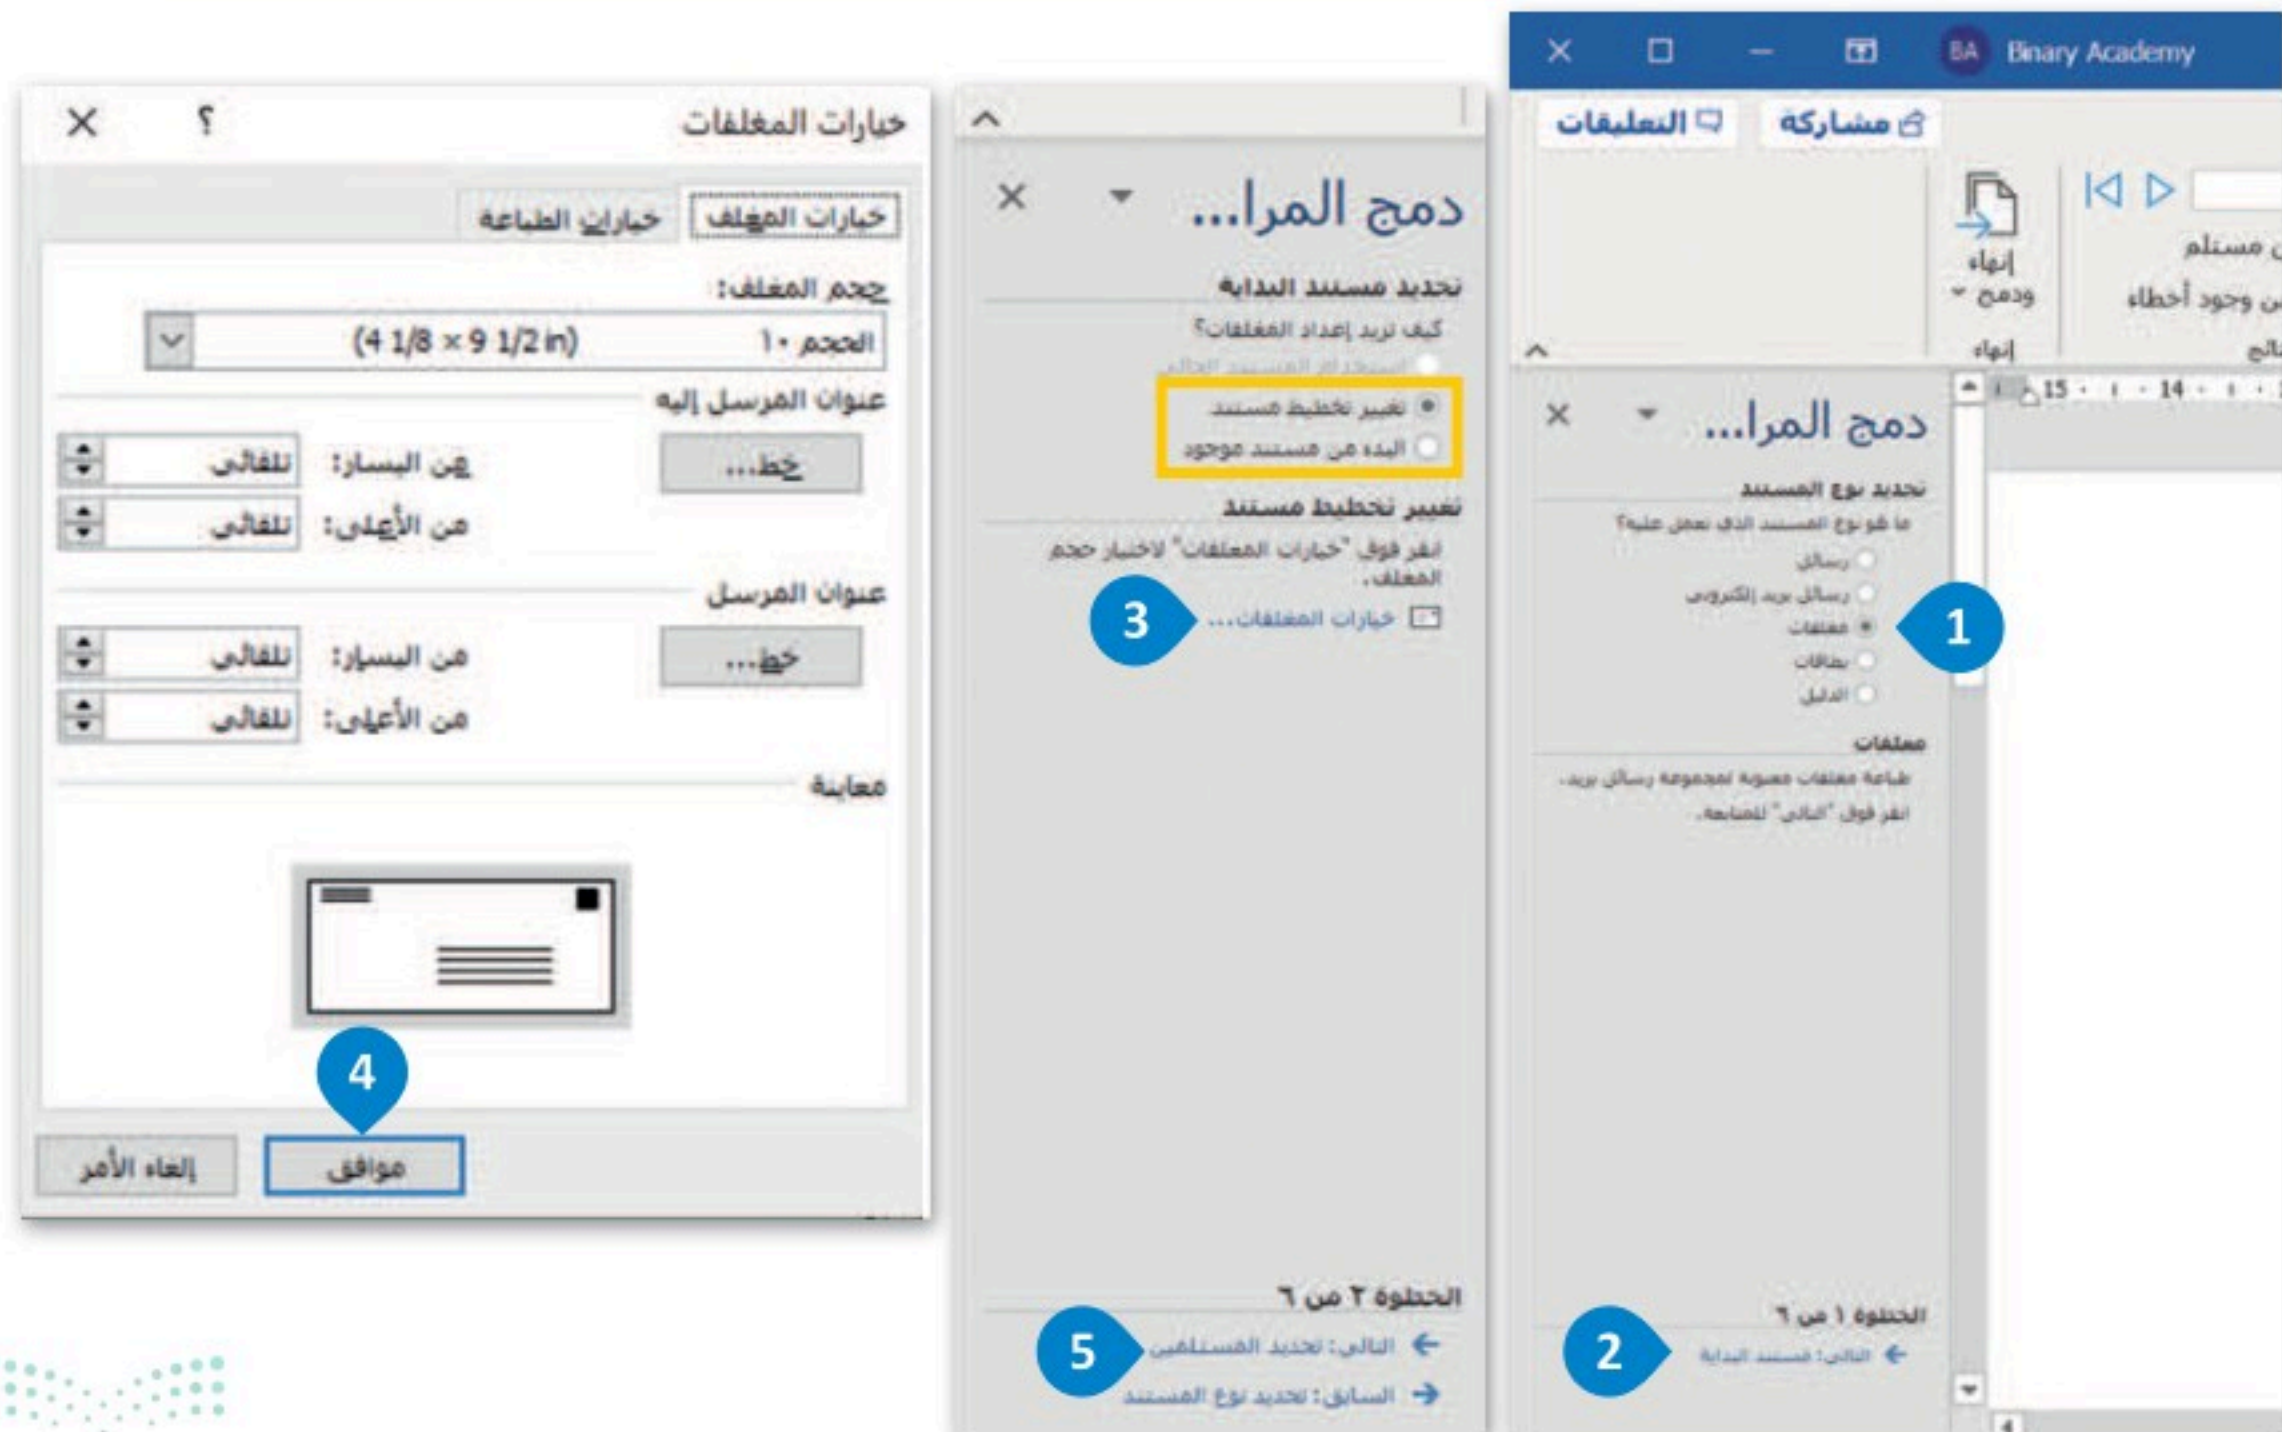 Binary Academy
BA
مشاركة
التعليقات
مستلم
إنهاء
ودمج
وجود أخطاء
إنهاء
15 14
دمج المرا...
تحديد نوع المستند
ما هو نوع المستند الذي تعمل عليه؟
رسائل
رسائل بريد إلكتروني
مغلفات
1
بطاقات
الدليل
مغلفات
طباعة مغلفات معنونة لمجموعة رسائل بريد.
انقر فوق "التالي" للمتابعة.
الخطوة ١ من ٦
التالي: مستند البداية
2
دمج المرا...
تحديد مستند البداية
كيف تريد إعداد المغلفات؟
استخدام المستند الحالي
تغيير تخطيط مستند
البدء من مستند موجود
تغيير تخطيط مستند
انقر فوق "خيارات المغلفات" لاختيار حجم
المغلف.
خيارات المغلفات...
3
الخطوة ٢ من ٦
التالي: تحديد المستلمين
5
السابق: تحديد نوع المستند
خيارات المغلفات
؟
خيارات المغلف
خيارات الطباعة
حجم المغلف:
الحجم ١٠ (4 1/8 × 9 1/2 in)
عنوان المرسل إليه
خط...
من اليسار: تلقائي
من الأعلى: تلقائي
عنوان المرسل
خط...
من اليسار: تلقائي
من الأعلى: تلقائي
معاينة
4
موافق
إلغاء الأمر